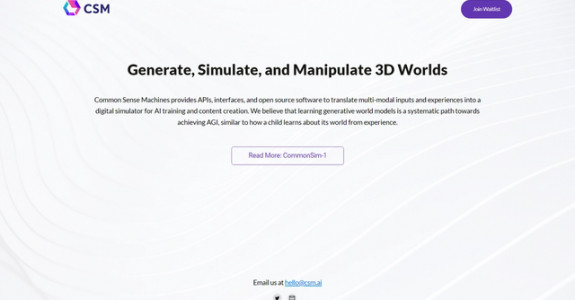 CSM
Join Waitlist
Generate, Simulate, and Manipulate 3D Worlds
Common Sense Machines provides APIs, interfaces, and open source software to translate multi-modal inputs and experiences into a
digital simulator for AI training and content creation. We believe that learning generative world models is a systematic path towards
achieving AGI, similar to how a child learns about its world from experience.
Read More: CommonSim-1
Email us at hello@csm.ai